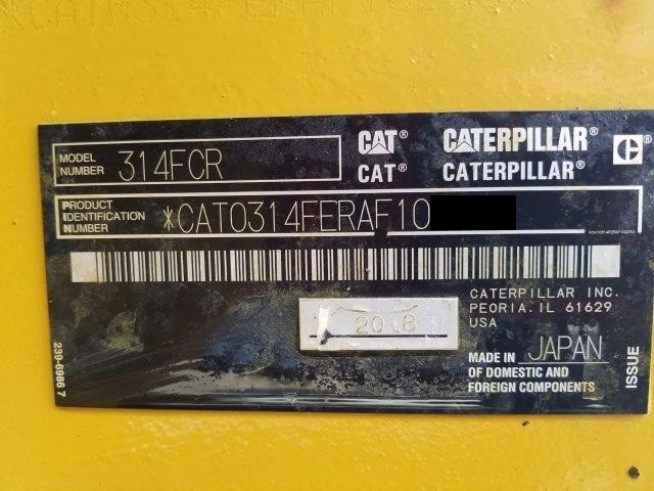 MODEL NUMBER 314FCR
CAT® CATERPILLAR®
CAT® CATERPILLAR®
PRODUCT IDENTIFICATION NUMBER *CAT0314FERAF10
CATERPILLAR INC.
PEORIA, IL 61629
USA
2018
MADE IN JAPAN
OF DOMESTIC AND
FOREIGN COMPONENTS
ISSUE
239-6986 7